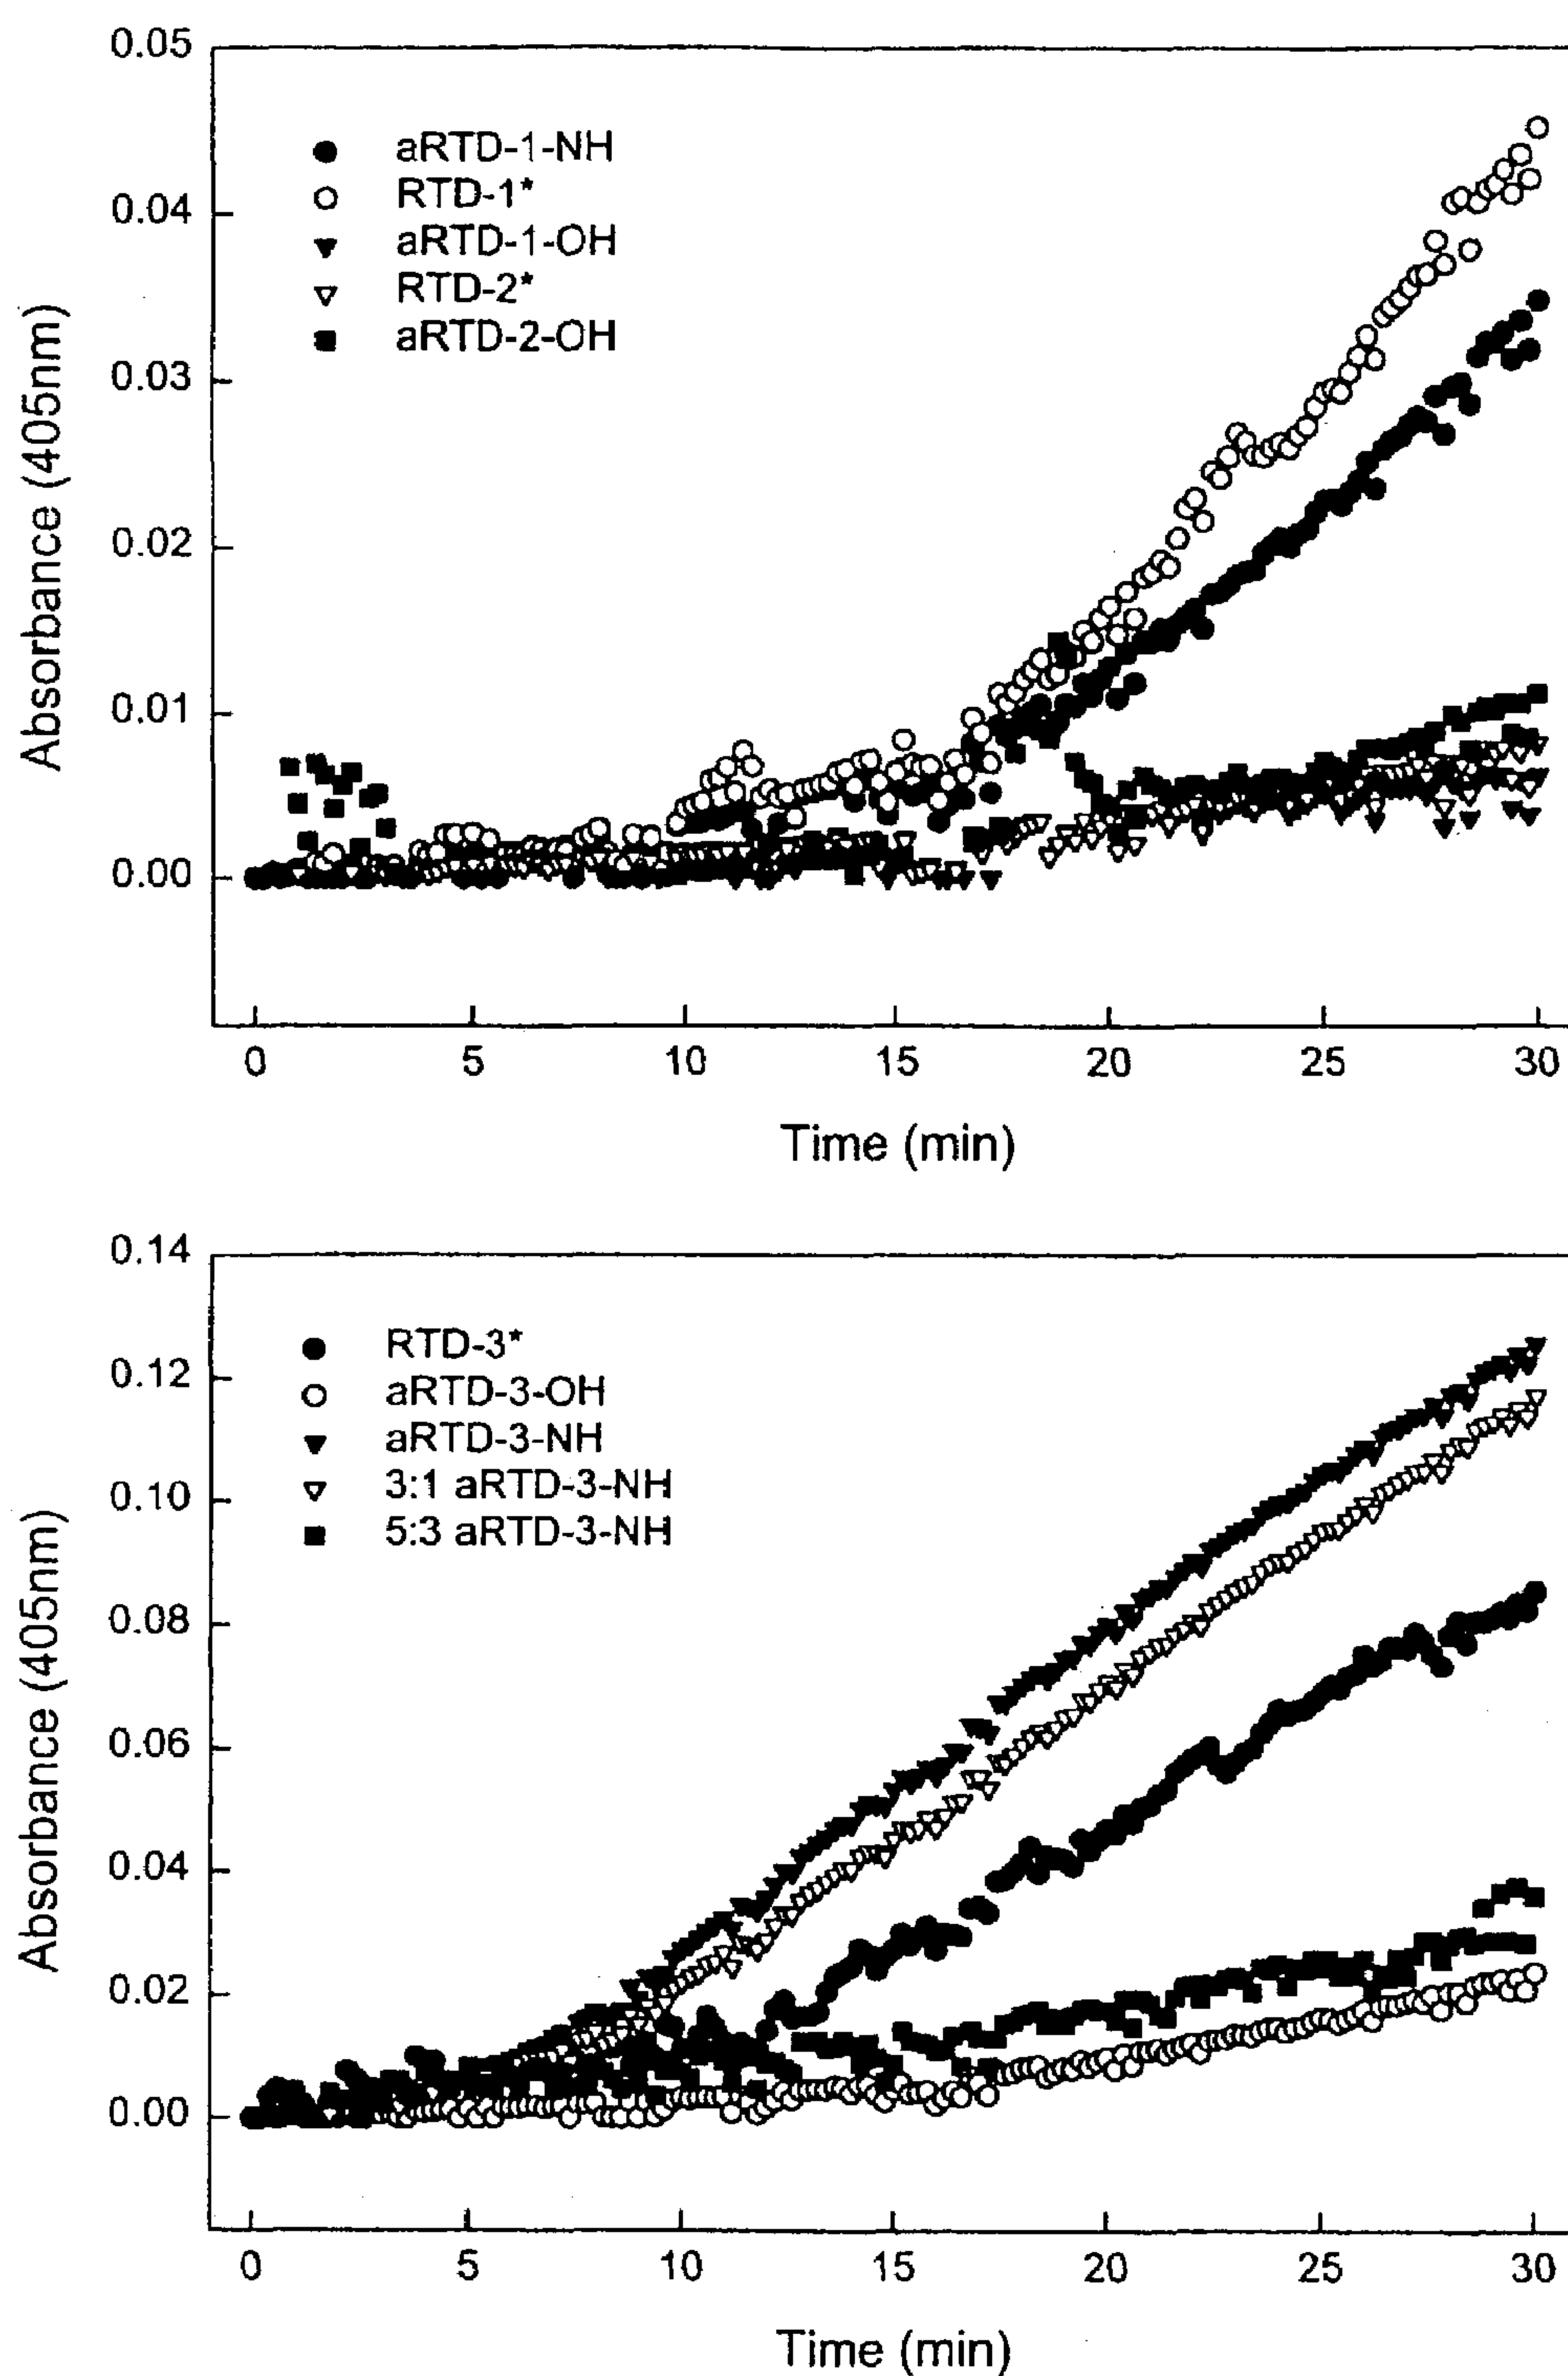 0.05
0.04
0.03
0.02
0.01
0.00
Absorbance (405nm)
aRTD-1-NH
RTD-1*
aRTD-1-OH
RTD-2*
aRTD-2-OH
0 5 10 15 20 25 30
Time (min)
0.14
0.12
0.10
0.08
0.06
0.04
0.02
0.00
Absorbance (405nm)
RTD-3*
aRTD-3-OH
aRTD-3-NH
3:1 aRTD-3-NH
5:3 aRTD-3-NH
0 5 10 15 20 25 30
Time (min)